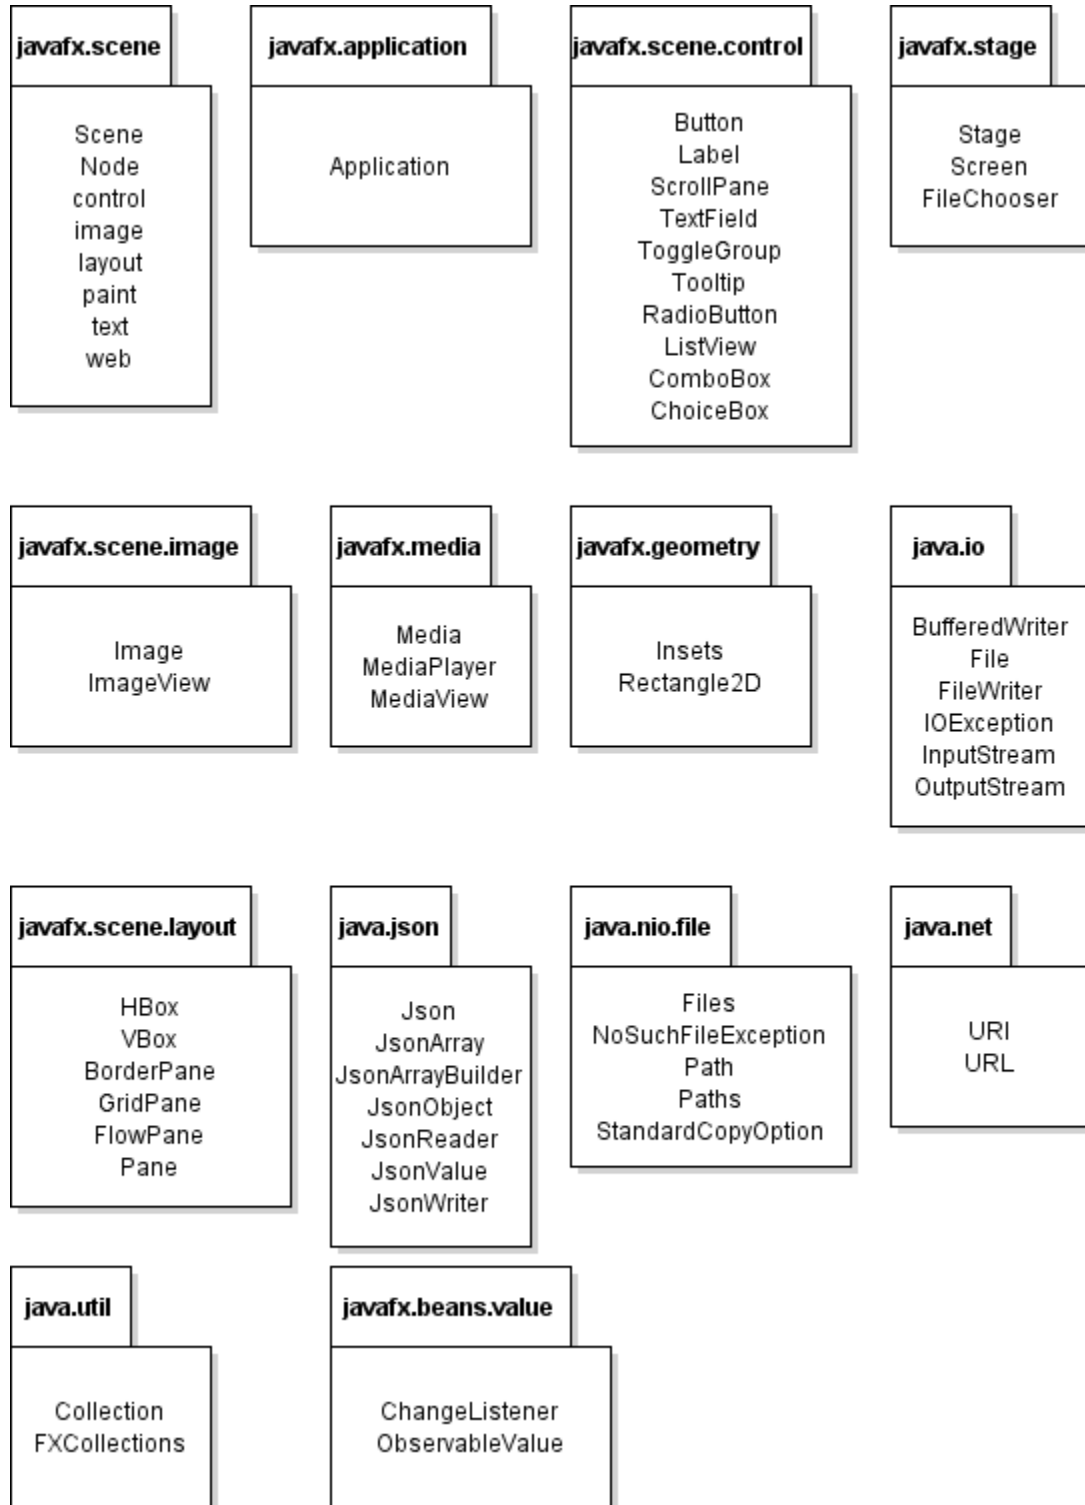 javafx.scene
Scene
Node
control
image
layout
paint
text
web
javafx.application
Application
javafx.scene.control
Button
Label
ScrollPane
TextField
ToggleGroup
Tooltip
RadioButton
ListView
ComboBox
ChoiceBox
javafx.stage
Stage
Screen
FileChooser
javafx.scene.image
Image
ImageView
javafx.media
Media
MediaPlayer
MediaView
javafx.geometry
Insets
Rectangle2D
java.io
BufferedWriter
File
FileWriter
IOException
InputStream
OutputStream
javafx.scene.layout
HBox
VBox
BorderPane
GridPane
FlowPane
Pane
java.json
Json
JsonArray
JsonArrayBuilder
JsonObject
JsonReader
JsonValue
JsonWriter
java.nio.file
Files
NoSuchFileException
Path
Paths
StandardCopyOption
java.net
URI
URL
java.util
Collection
FXCollections
javafx.beans.value
ChangeListener
ObservableValue